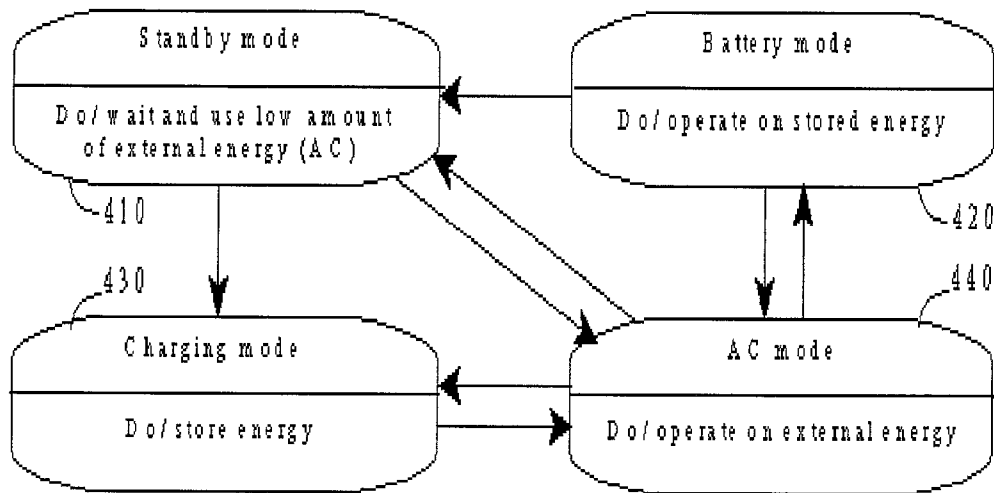 Standby mode
Do/wait and use low amount
of external energy (AC)
410
Battery mode
Do/operate on stored energy
420
430
Charging mode
Do/store energy
440
AC mode
Do/operate on external energy